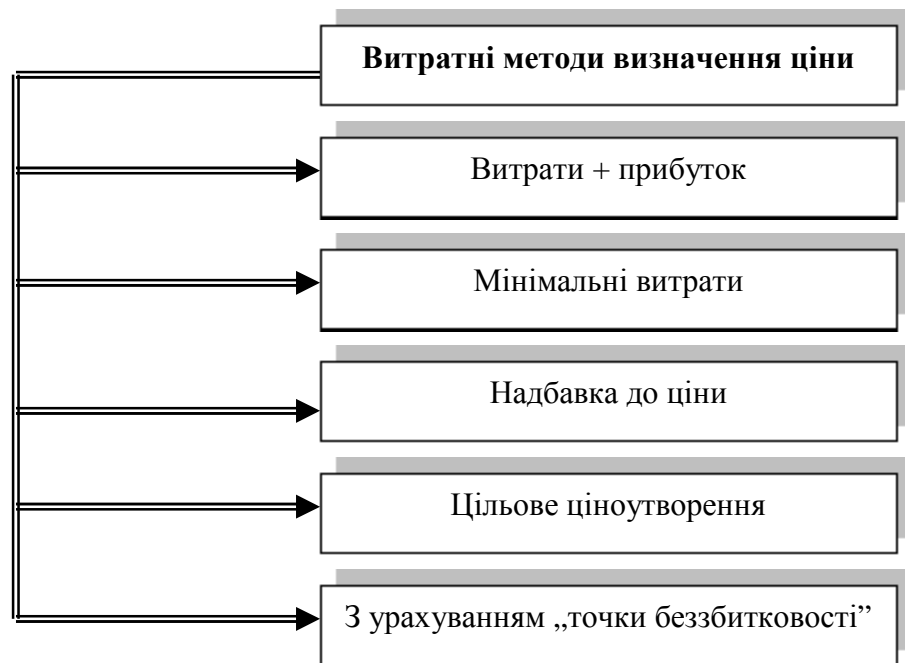 Витратні методи визначення ціни
Витрати + прибуток
Мінімальні витрати
Надбавка до ціни
Цільове ціноутворення
З урахуванням „точки беззбитковості”